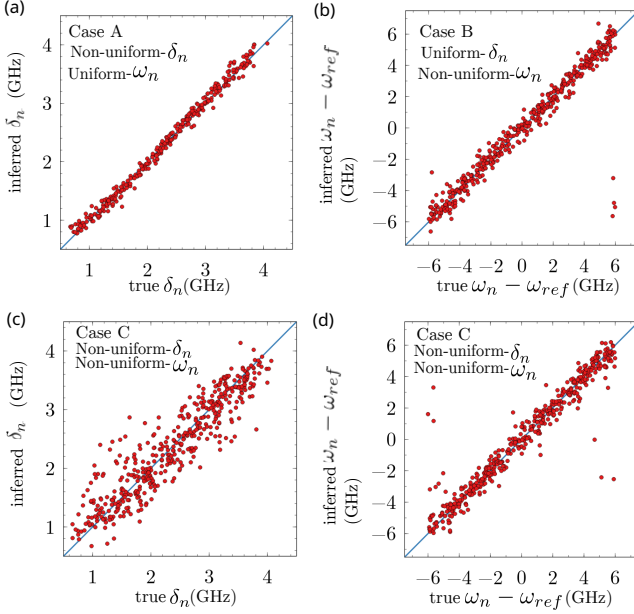 (a)
Case A
Non-uniform-δn
Uniform-ωn
inferred δn (GHz)
4
3
2
1
1 2 3 4
true δn(GHz)
(b)
Case B
Uniform-δn
Non-uniform-ωn
inferred ωn − ωref
(GHz)
6
4
2
0
−2
−4
−6
−6 −4 −2 0 2 4 6
true ωn − ωref(GHz)
(c)
Case C
Non-uniform-δn
Non-uniform-ωn
inferred δn (GHz)
4
3
2
1
1 2 3 4
true δn(GHz)
(d)
Case C
Non-uniform-δn
Non-uniform-ωn
inferred ωn − ωref
(GHz)
6
4
2
0
−2
−4
−6
−6 −4 −2 0 2 4 6
true ωn − ωref(GHz)